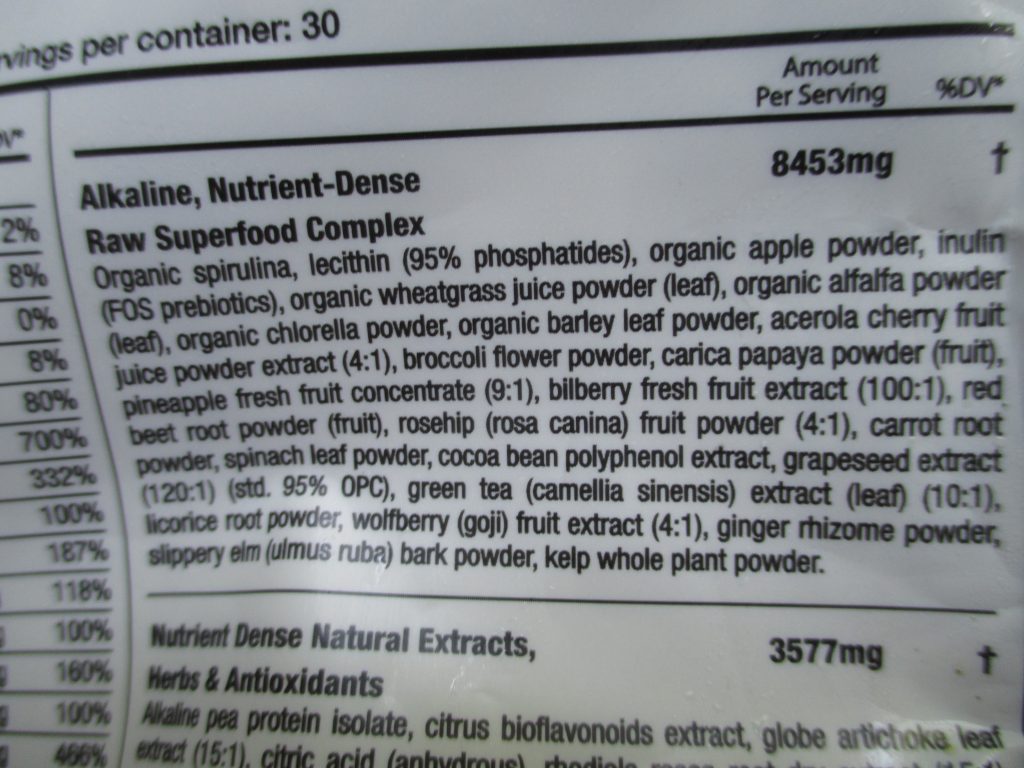 per container: 30
Amount
Per Serving %DV*
Alkaline, Nutrient-Dense 8453mg †
Raw Superfood Complex
Organic spirulina, lecithin (95% phosphatides), organic apple powder, inulin
(FOS prebiotics), organic wheatgrass juice powder (leaf), organic alfalfa powder
(leaf), organic chlorella powder, organic barley leaf powder, acerola cherry fruit
juice powder extract (4:1), broccoli flower powder, carica papaya powder (fruit),
pineapple fresh fruit concentrate (9:1), bilberry fresh fruit extract (100:1), red
beet root powder (fruit), rosehip (rosa canina) fruit powder (4:1), carrot root
powder, spinach leaf powder, cocoa bean polyphenol extract, grapeseed extract
(120:1) (std. 95% OPC), green tea (camellia sinensis) extract (leaf) (10:1),
licorice root powder, wolfberry (goji) fruit extract (4:1), ginger rhizome powder,
slippery elm (ulmus ruba) bark powder, kelp whole plant powder.
Nutrient Dense Natural Extracts, 3577mg †
Herbs & Antioxidants
Alkaline pea protein isolate, citrus bioflavonoids extract, globe artichoke leaf
extract (15:1), citric acid (anhydrous)
2%
8%
0%
8%
80%
700%
332%
100%
187%
118%
100%
160%
100%
466%